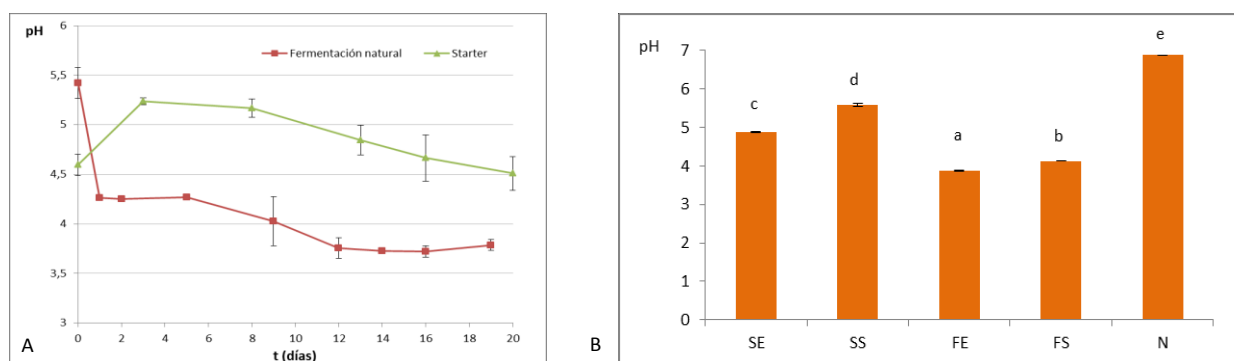 pH
Fermentación natural
Starter
6
5,5
5
4,5
4
3,5
3
0 2 4 6 8 10 12 14 16 18 20
t (días)
A
pH
7
6
5
4
3
2
1
0
c
d
a
b
e
SE SS FE FS N
B